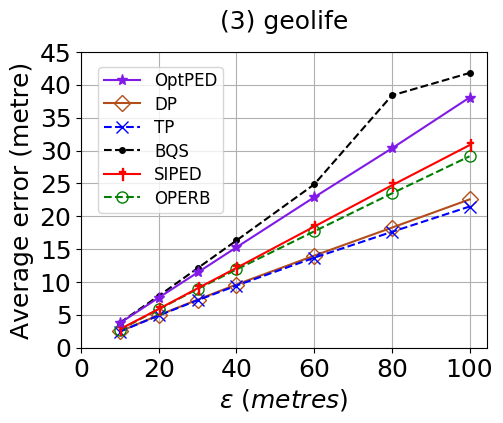 (3) geolife
Average error (metre)
45
40
35
30
25
20
15
10
5
0
OptPED
DP
TP
BQS
SIPED
OPERB
0 20 40 60 80 100
ε (metres)